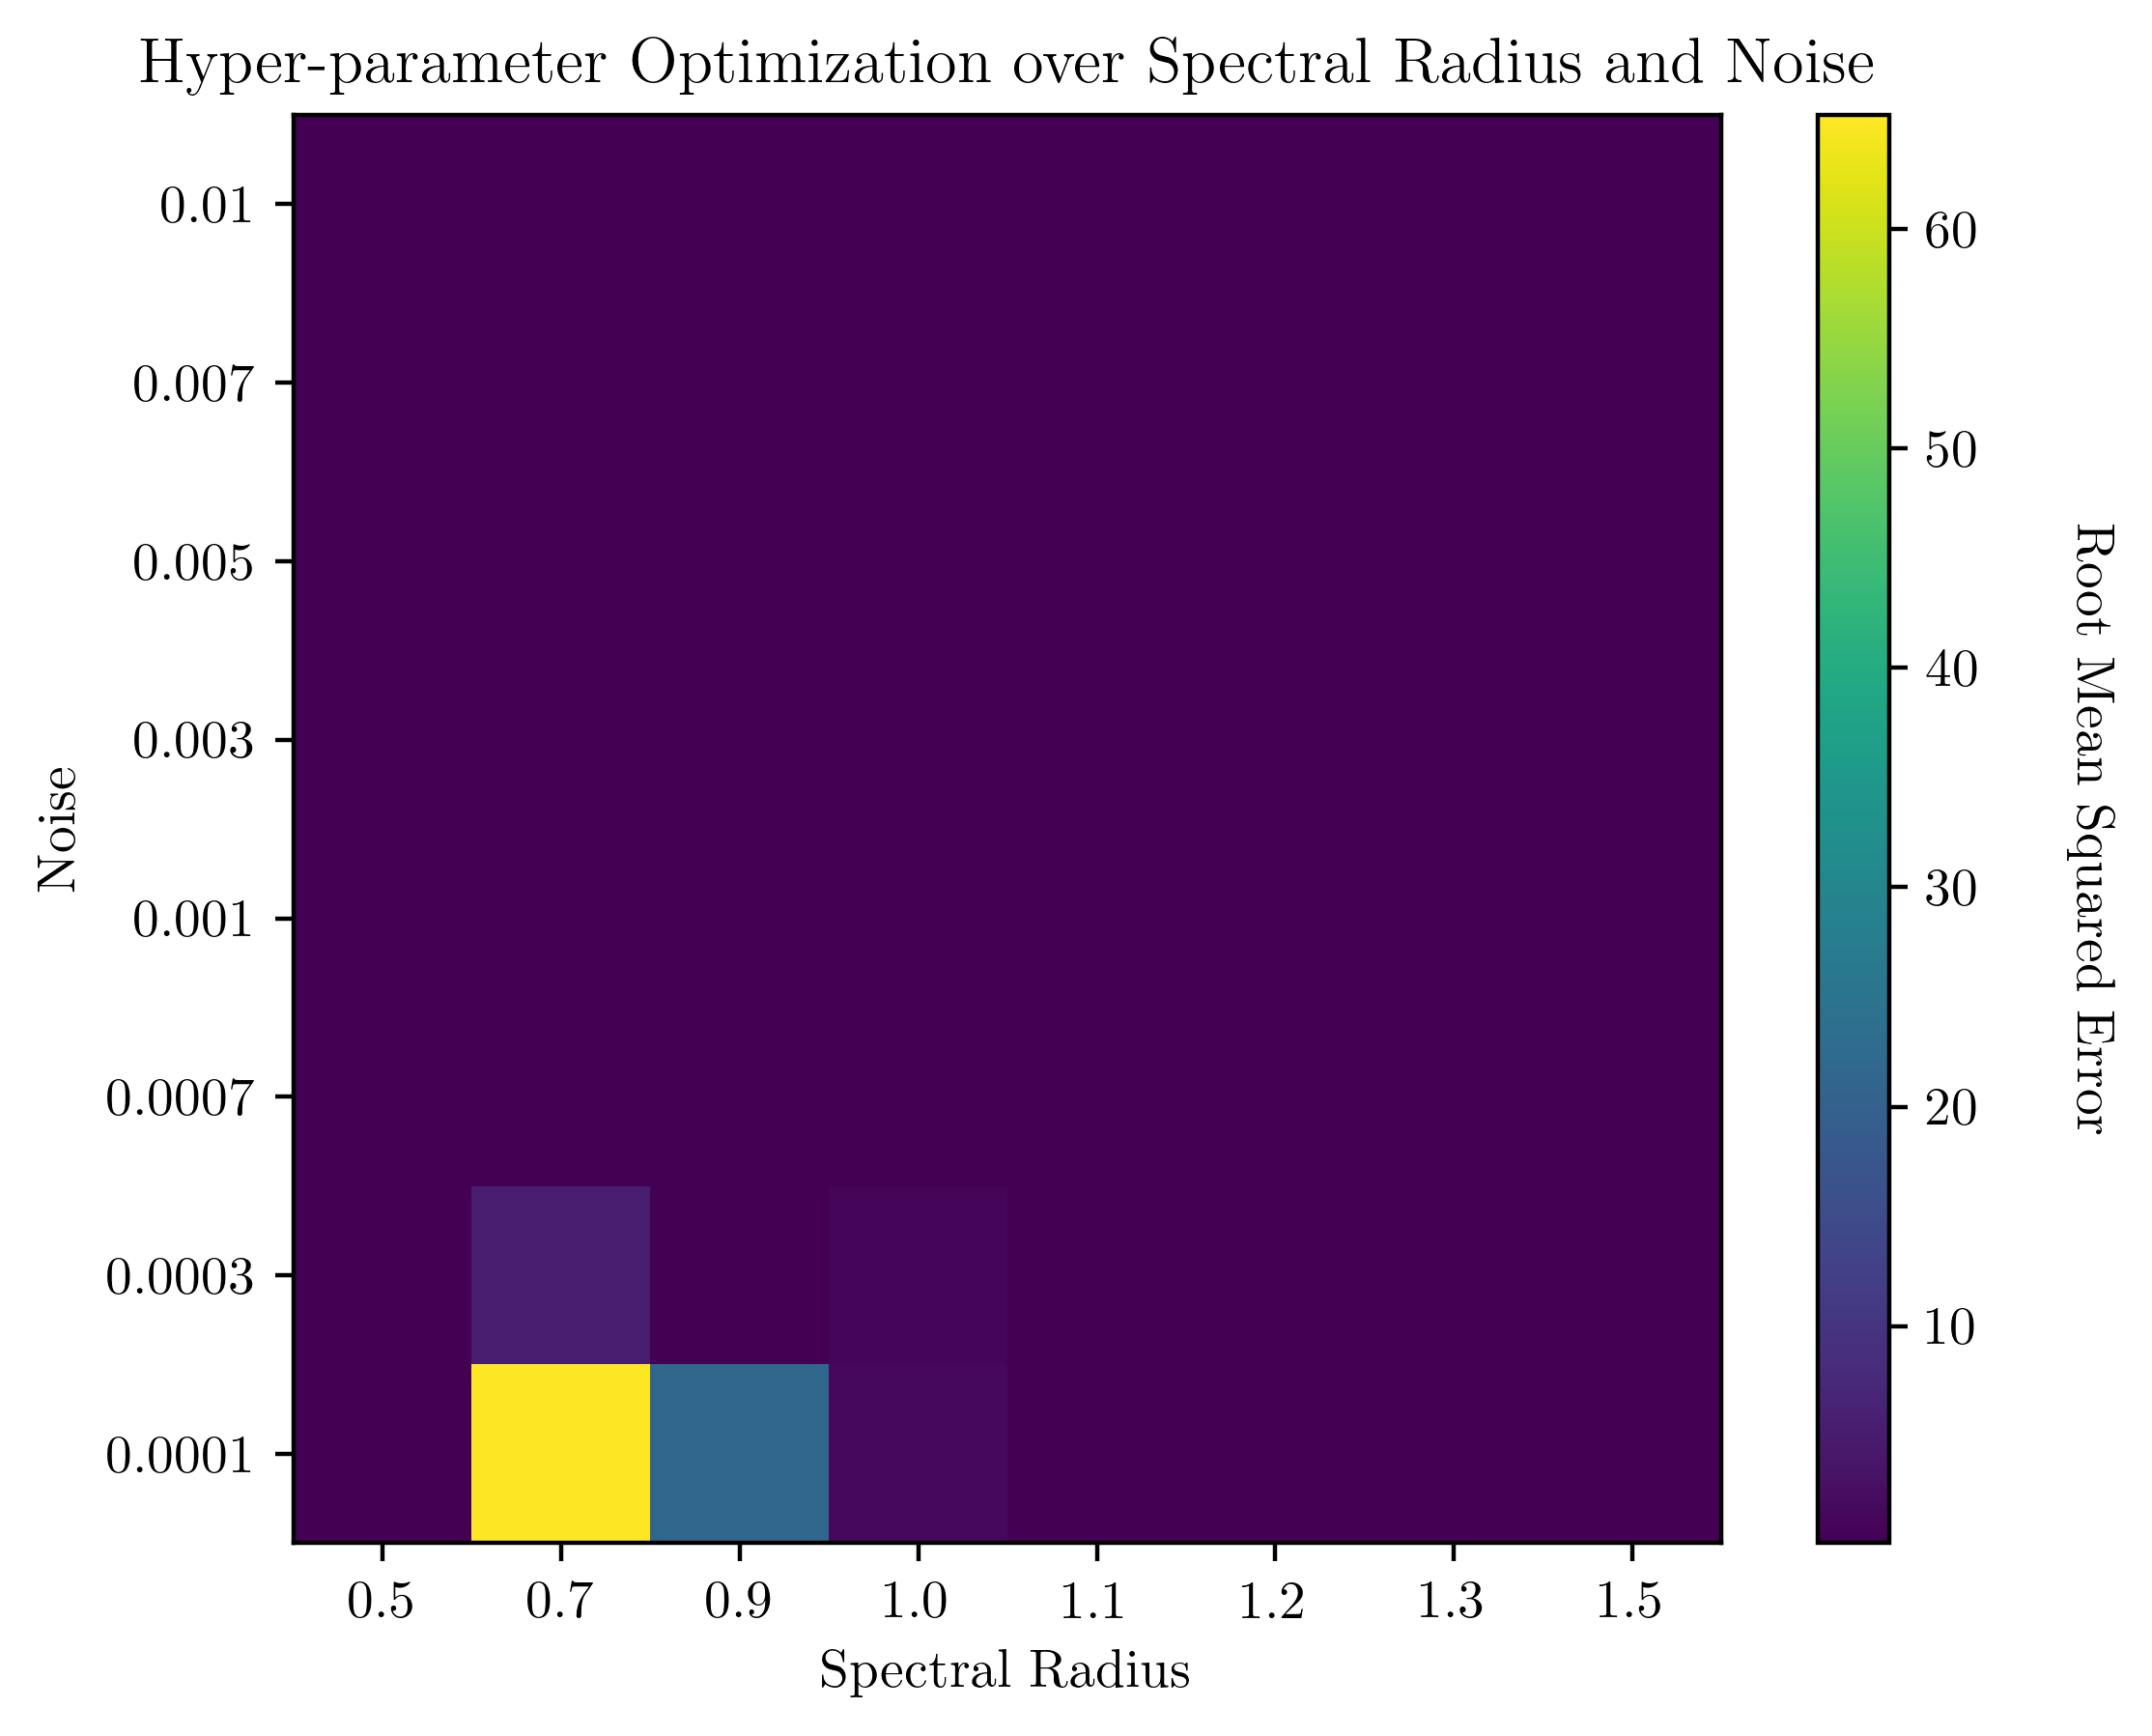 Hyper-parameter Optimization over Spectral Radius and Noise
0.01
0.007
0.005
0.003
0.001
0.0007
0.0003
0.0001
Noise
0.5 0.7 0.9 1.0 1.1 1.2 1.3 1.5
Spectral Radius
60
50
40
30
20
10
Root Mean Squared Error